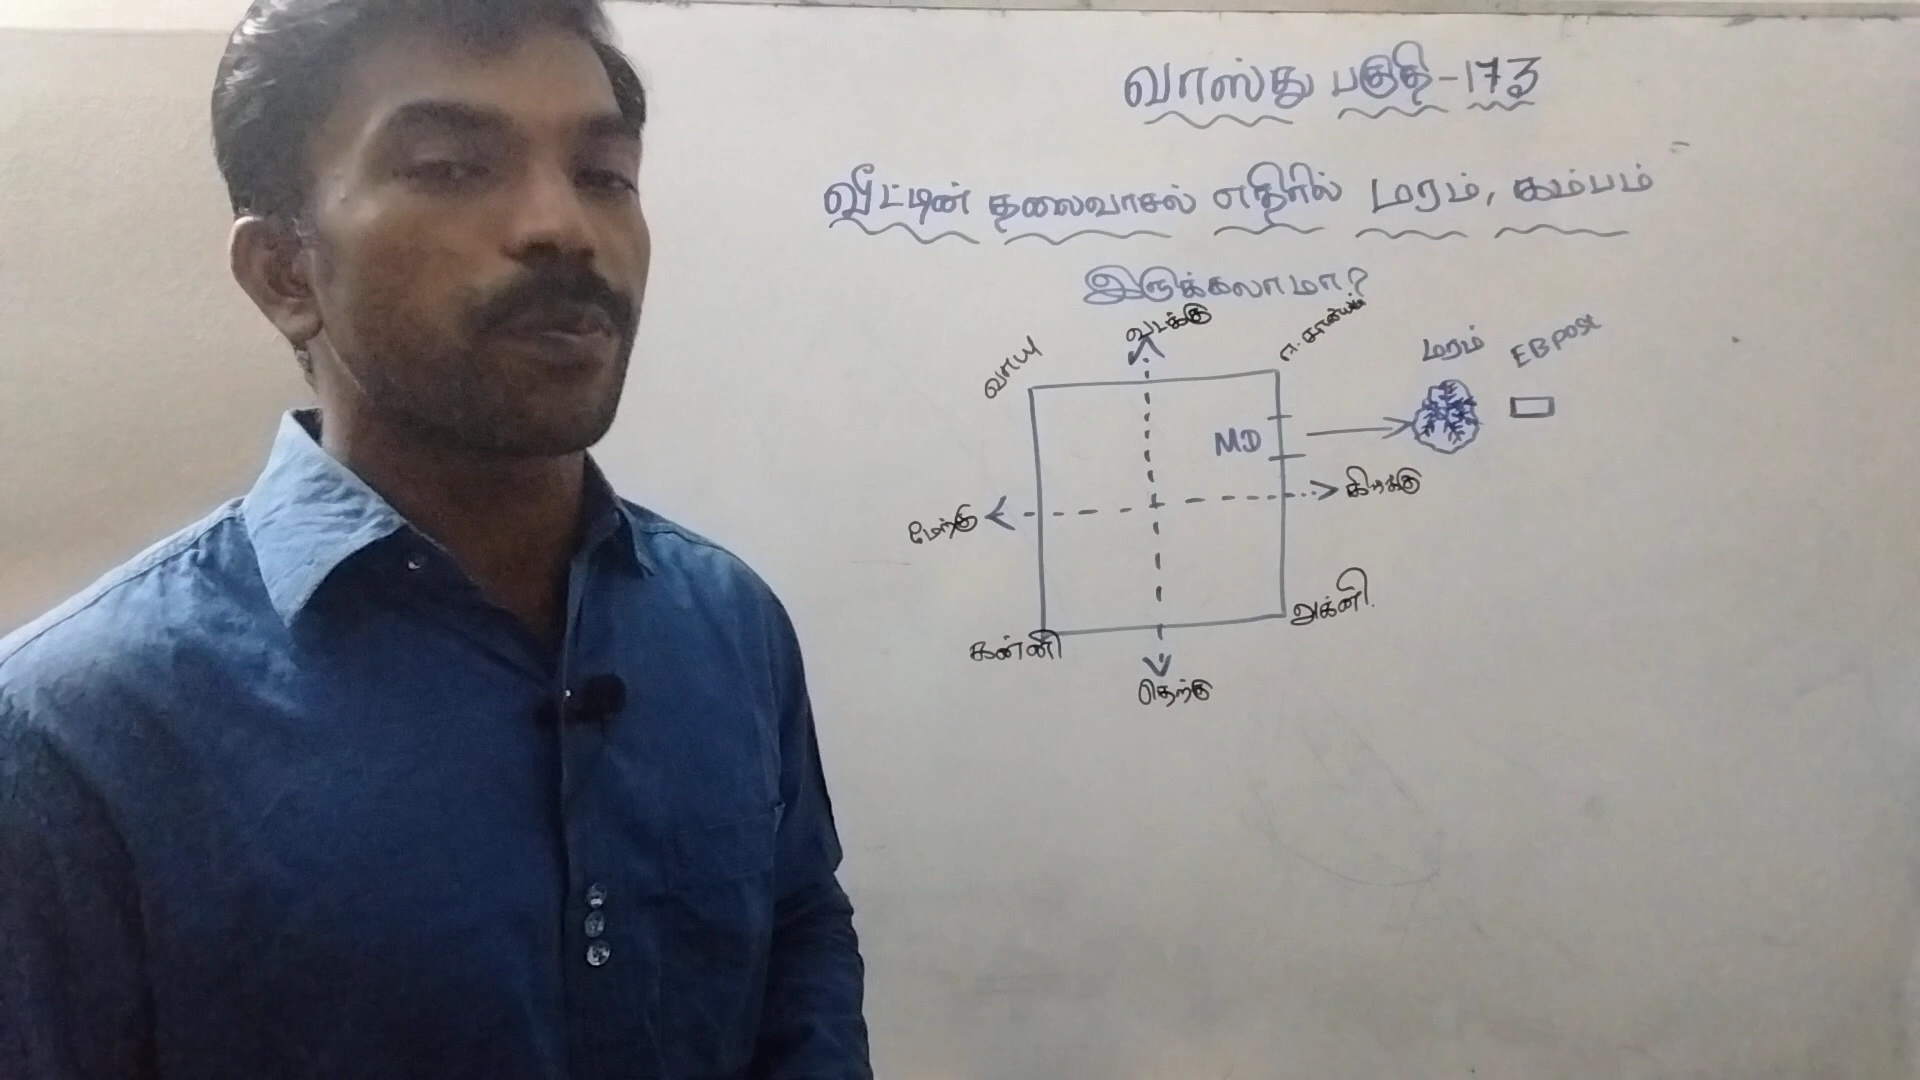 வாஸ்து பகுதி-173
வீட்டின் தலைவாசல் எதிரில் மரம், கம்பம்
இருக்கலாமா?
வாயு
வடக்கு
மரம்
EB post
MD
மேற்கு
கிழக்கு
கன்னி
அக்னி.
தெற்கு